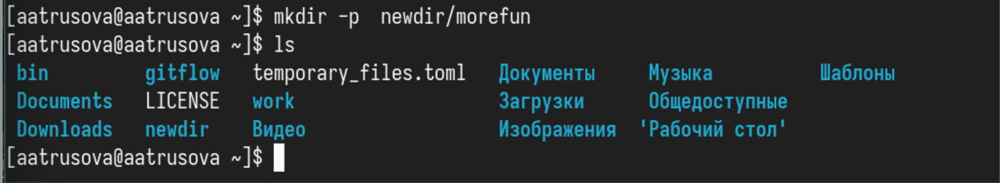 [aatrusova@aatrusova ~]$ mkdir -p  newdir/morefun
[aatrusova@aatrusova ~]$ ls
bin        gitflow  temporary_files.toml  Документы    Музыка         Шаблоны
Documents  LICENSE  work                  Загрузки     Общедоступные
Downloads  newdir   Видео                 Изображения 'Рабочий стол'
[aatrusova@aatrusova ~]$